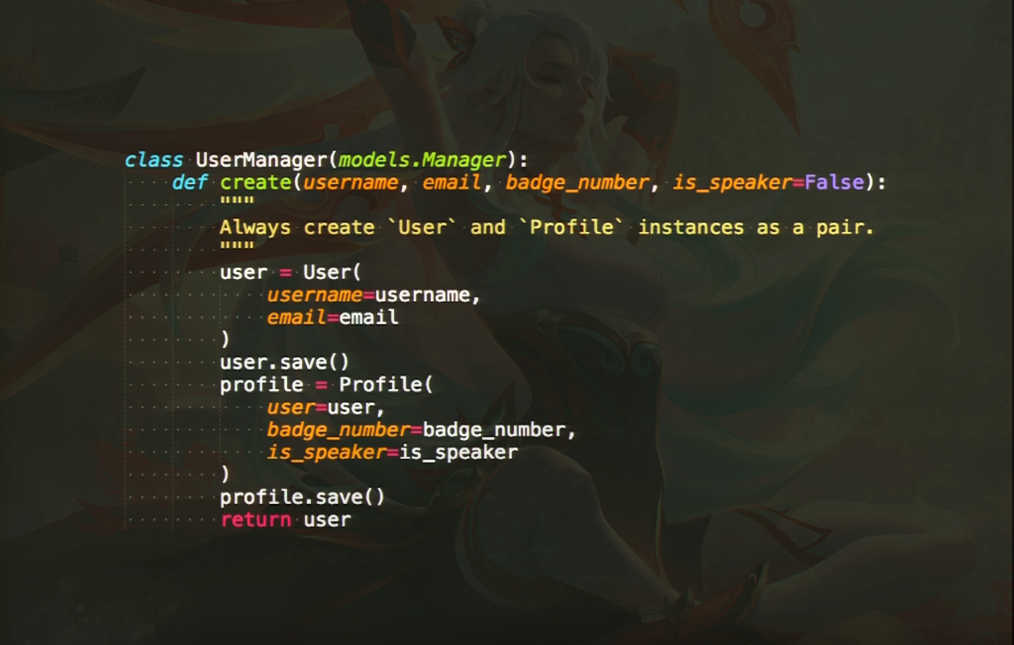 class UserManager(models.Manager):
    def create(username, email, badge_number, is_speaker=False):
        """
        Always create `User` and `Profile` instances as a pair.
        """
        user = User(
            username=username,
            email=email
        )
        user.save()
        profile = Profile(
            user=user,
            badge_number=badge_number,
            is_speaker=is_speaker
        )
        profile.save()
        return user